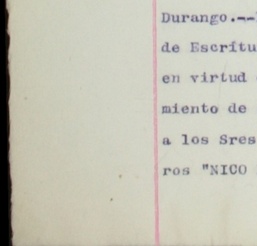 Durango.--
de Escritu
en virtud
miento de
a los Sres
ros "NICO